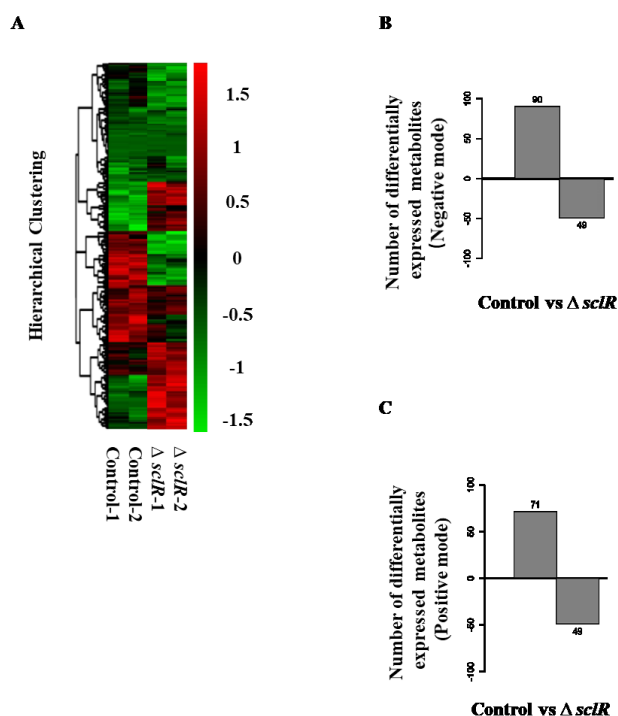 A
Hierarchical Clustering
1.5
1
0.5
0
-0.5
-1
-1.5
Control-1
Control-2
Δ sclR-1
Δ sclR-2
B
Number of differentially
expressed metabolites
(Negative mode)
100
50
0
-50
-100
90
49
Control vs Δ sclR
C
Number of differentially
expressed metabolites
(Positive mode)
100
50
0
-50
-100
71
49
Control vs Δ sclR